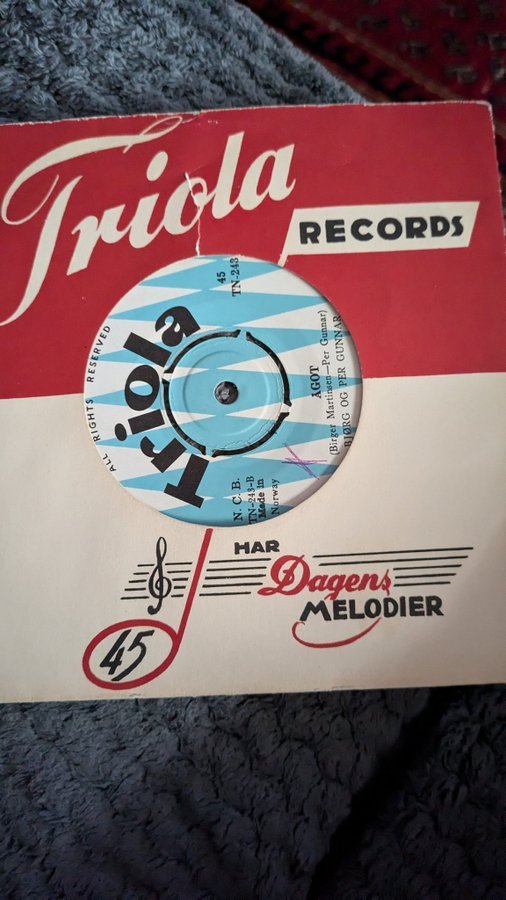 Triola
RECORDS
ALL RIGHTS RESERVED
Triola
45
TN-243
N. C. B.
TN-243-B
Made in
Norway
AGOT
(Birger Martinsen—Per Gunnar)
BJØRG OG PER GUNNAR
HAR
Dagens
MELODIER
45